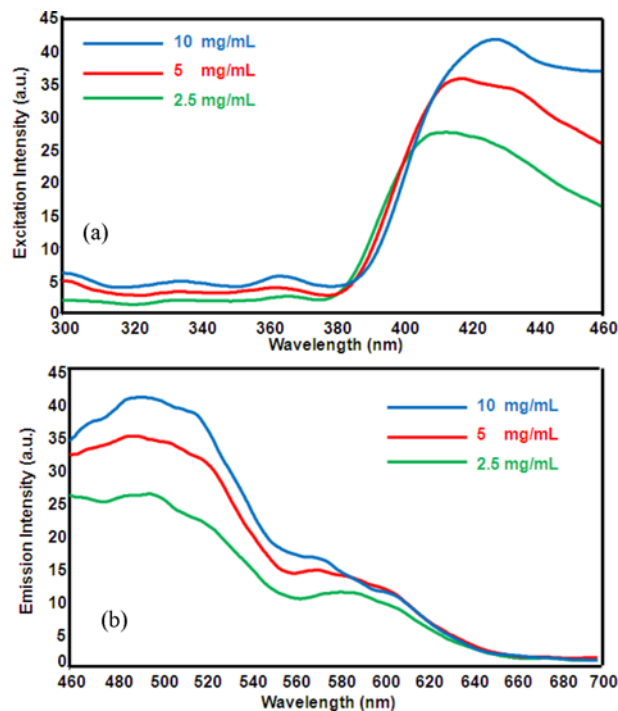 45
40
35
30
25
20
15
10
5
0
Excitation Intensity (a.u.)
10 mg/mL
5 mg/mL
2.5 mg/mL
(a)
300 320 340 360 380 400 420 440 460
Wavelength (nm)
45
40
35
30
25
20
15
10
5
0
Emission Intensity (a.u.)
10 mg/mL
5 mg/mL
2.5 mg/mL
(b)
460 480 500 520 540 560 580 600 620 640 660 680 700
Wavelength (nm)